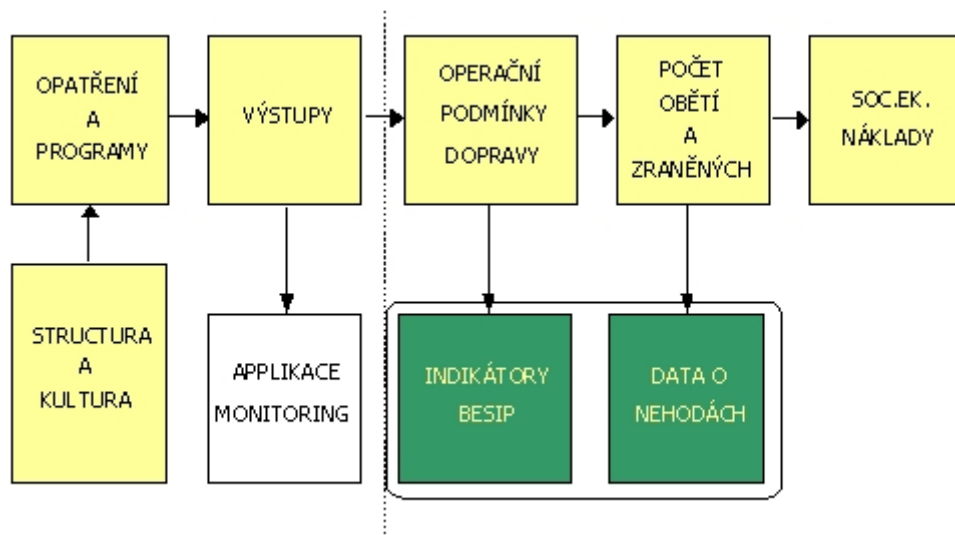 OPATŘENÍ
A
PROGRAMY
VÝSTUPY
OPERAČNÍ
PODMÍNKY
DOPRAVY
POČET
OBĚTÍ
A
ZRANĚNÝCH
SOC.EK.
NÁKLADY
STRUCTURA
A
KULTURA
APPLIKACE
MONITORING
INDIKÁTORY
BESIP
DATA O
NEHODÁCH